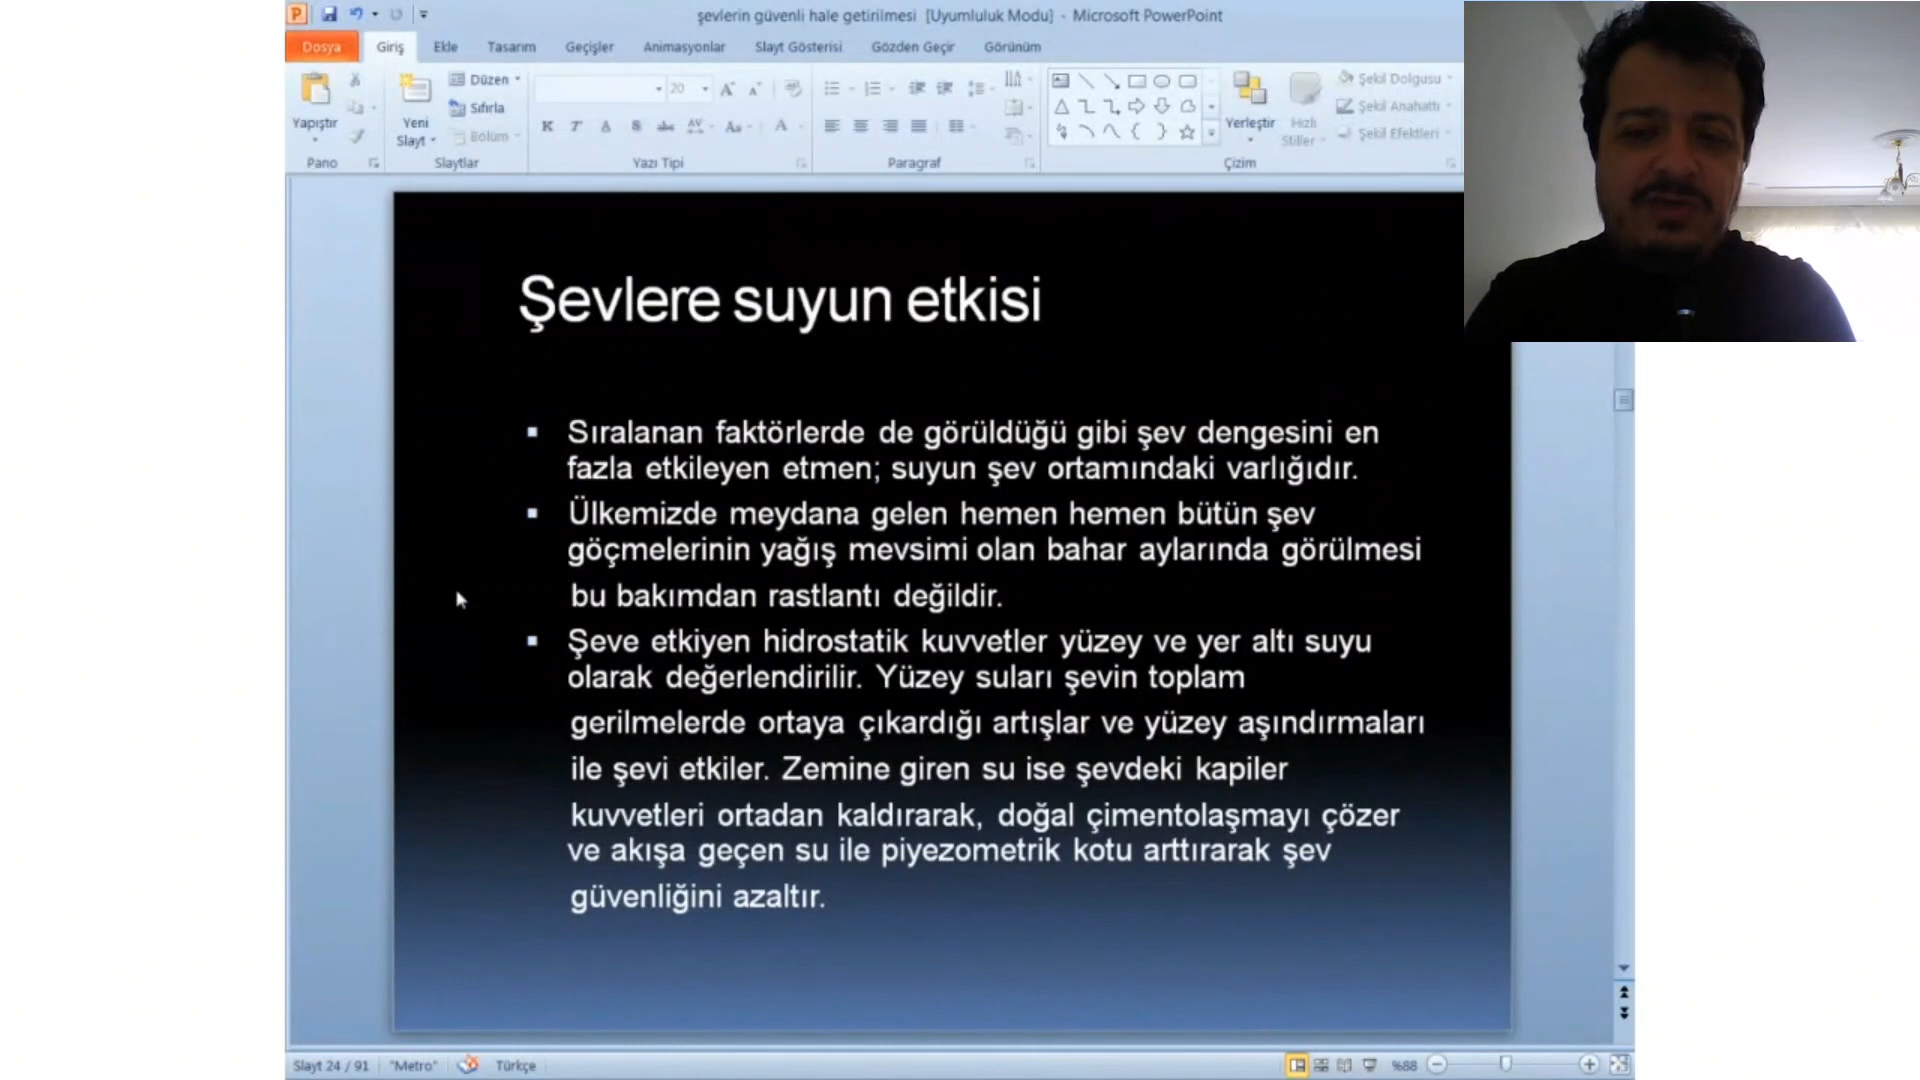 şevlerin güvenli hale getirilmesi [Uyumluluk Modu] - Microsoft PowerPoint
Dosya Giriş Ekle Tasarım Geçişler Animasyonlar Slayt Gösterisi Gözden Geçir Görünüm
Yapıştır
Pano
Yeni Slayt
Düzen
Sıfırla
Bölüm
Slaytlar
20
K T A S abc AV Aa A
Yazı Tipi
Paragraf
Yerleştir
Hızlı Stiller
Şekil Dolgusu
Şekil Anahattı
Şekil Efektleri
Çizim
Şevlere suyun etkisi
Sıralanan faktörlerde de görüldüğü gibi şev dengesini en
fazla etkileyen etmen; suyun şev ortamındaki varlığıdır.
Ülkemizde meydana gelen hemen hemen bütün şev
göçmelerinin yağış mevsimi olan bahar aylarında görülmesi
bu bakımdan rastlantı değildir.
Şeve etkiyen hidrostatik kuvvetler yüzey ve yer altı suyu
olarak değerlendirilir. Yüzey suları şevin toplam
gerilmelerde ortaya çıkardığı artışlar ve yüzey aşındırmaları
ile şevi etkiler. Zemine giren su ise şevdeki kapiler
kuvvetleri ortadan kaldırarak, doğal çimentolaşmayı çözer
ve akışa geçen su ile piyezometrik kotu arttırarak şev
güvenliğini azaltır.
Slayt 24 / 91 "Metro" Türkçe %88